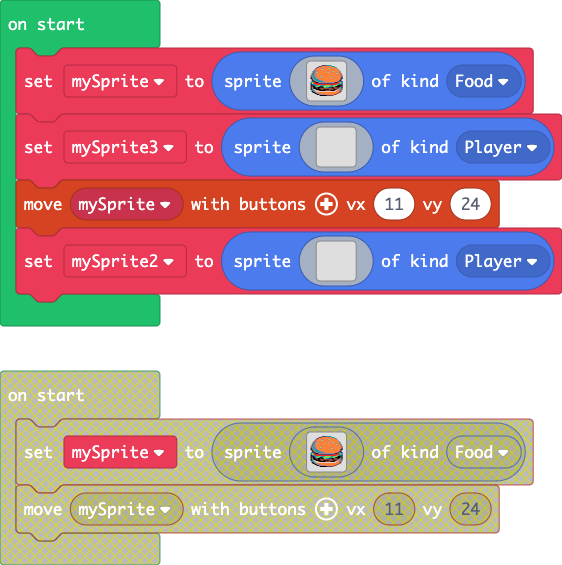 on start
set mySprite to sprite of kind Food
set mySprite3 to sprite of kind Player
move mySprite with buttons vx 11 vy 24
set mySprite2 to sprite of kind Player
on start
set mySprite to sprite of kind Food
move mySprite with buttons vx 11 vy 24